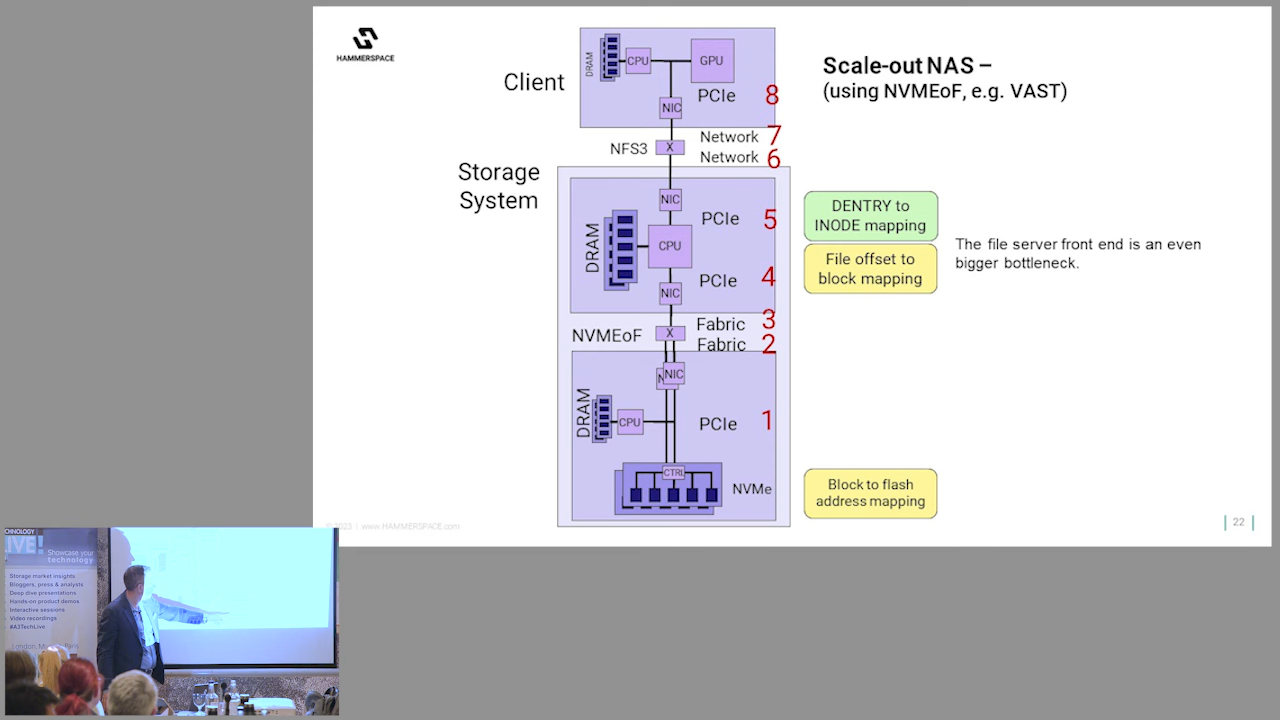 HAMMERSPACE
Client
DRAM
CPU
GPU
NIC
PCIe
8
Scale-out NAS –
(using NVMEoF, e.g. VAST)
NFS3
X
Network
7
Network
6
Storage
System
NIC
PCIe
5
DRAM
CPU
PCIe
4
NIC
DENTRY to
INODE mapping
File offset to
block mapping
The file server front end is an even
bigger bottleneck.
NVMEoF
X
Fabric
3
Fabric
2
NIC
N
DRAM
CPU
PCIe
1
CTRL
NVMe
Block to flash
address mapping
© 2023 | www.HAMMERSPACE.com
22
CHNOLOGY
IVE!
Showcase your
technology
Storage market insights
Bloggers, press & analysts
Deep dive presentations
Hands-on product demos
Interactive sessions
Video recordings
#A3TechLive
London,